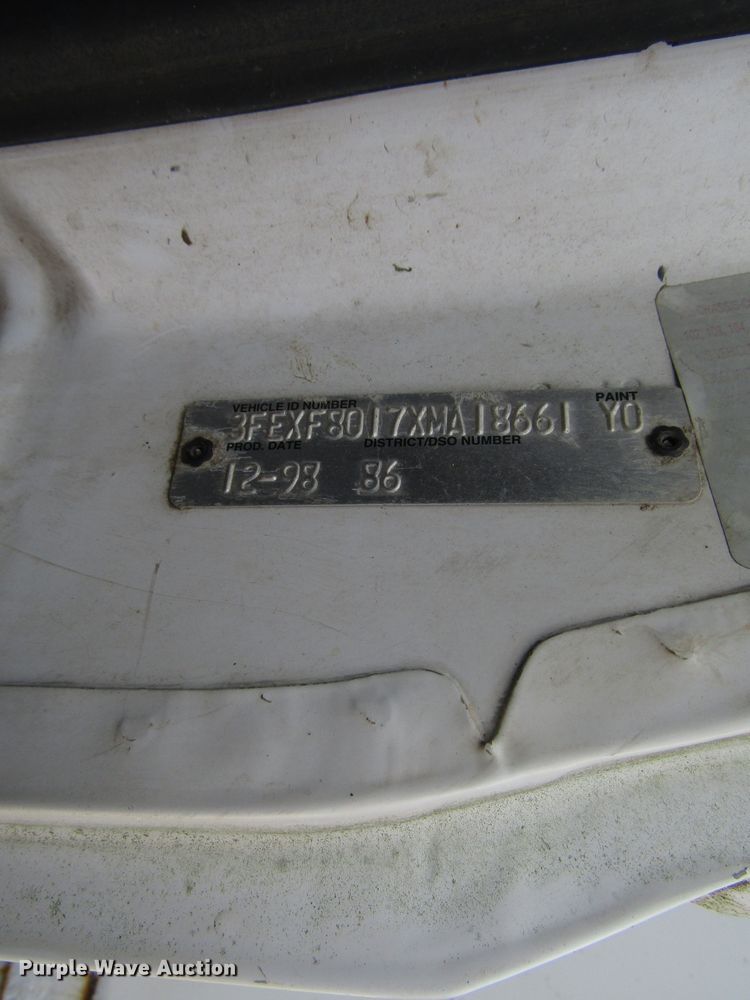 VEHICLE ID NUMBER PAINT
3FEXF8017XMA18661 YO
PROD. DATE DISTRICT/DSO NUMBER
12-98 86
Purple Wave Auction